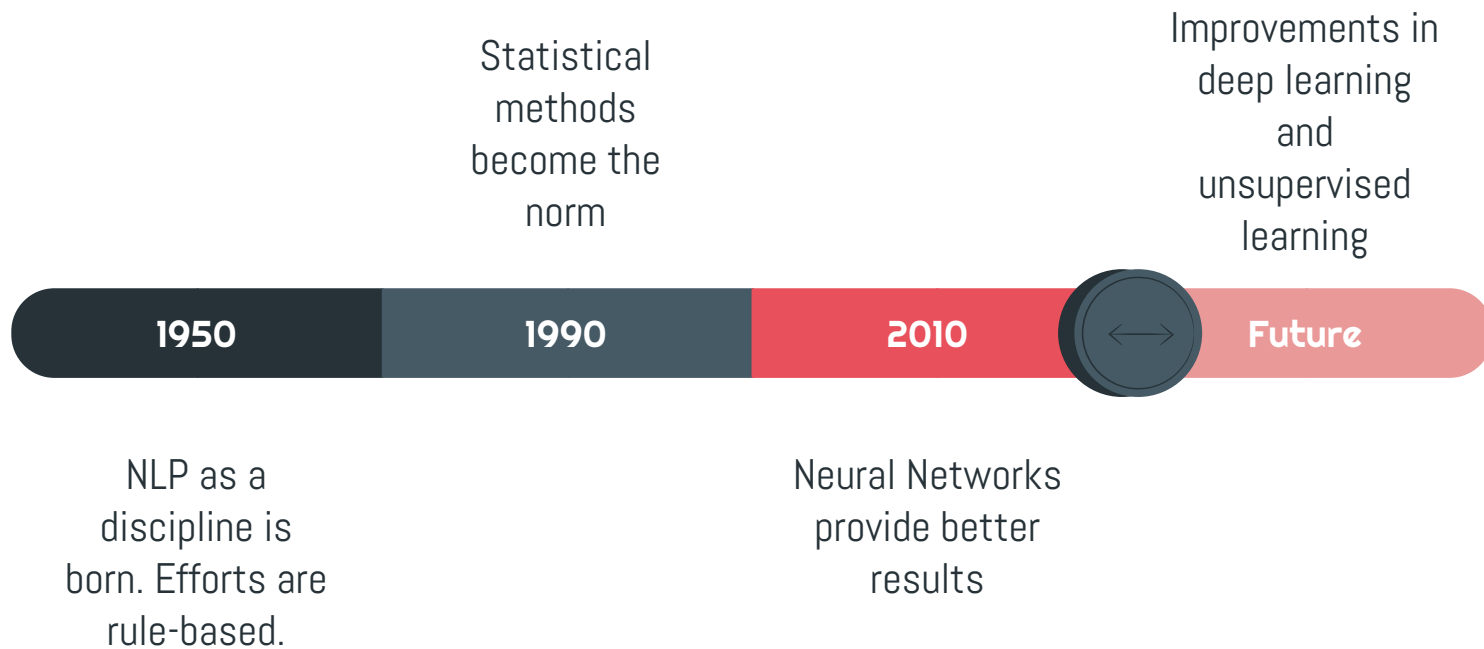 Statistical
methods
become the
norm
Improvements in
deep learning
and
unsupervised
learning
1950
1990
2010
Future
NLP as a
discipline is
born. Efforts are
rule-based.
Neural Networks
provide better
results